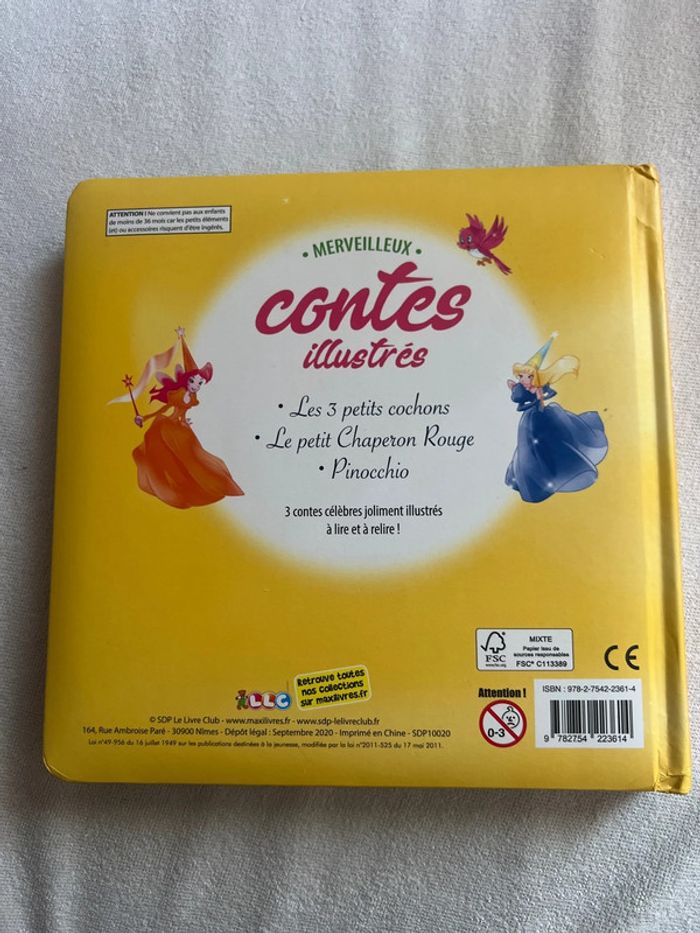 ATTENTION ! Ne convient pas aux enfants
de moins de 36 mois car les petits éléments
(et) ou accessoires risquent d'être ingérés.
• MERVEILLEUX •
contes
illustrés
• Les 3 petits cochons
• Le petit Chaperon Rouge
• Pinocchio
3 contes célèbres joliment illustrés
à lire et à relire !
FSC
www.fsc.org
MIXTE
Papier issu de
sources responsables
FSC® C113389
CE
LLC
Retrouve toutes
nos collections
sur maxilivres.fr
Attention !
0-3
ISBN : 978-2-7542-2361-4
9 782754 223614
© SDP Le Livre Club - www.maxilivres.fr - www.sdp-lelivreclub.fr
164, Rue Ambroise Paré - 30900 Nîmes - Dépôt légal : Septembre 2020 - Imprimé en Chine - SDP10020
Loi n°49-956 du 16 juillet 1949 sur les publications destinées à la jeunesse, modifiée par la loi n°2011-525 du 17 mai 2011.